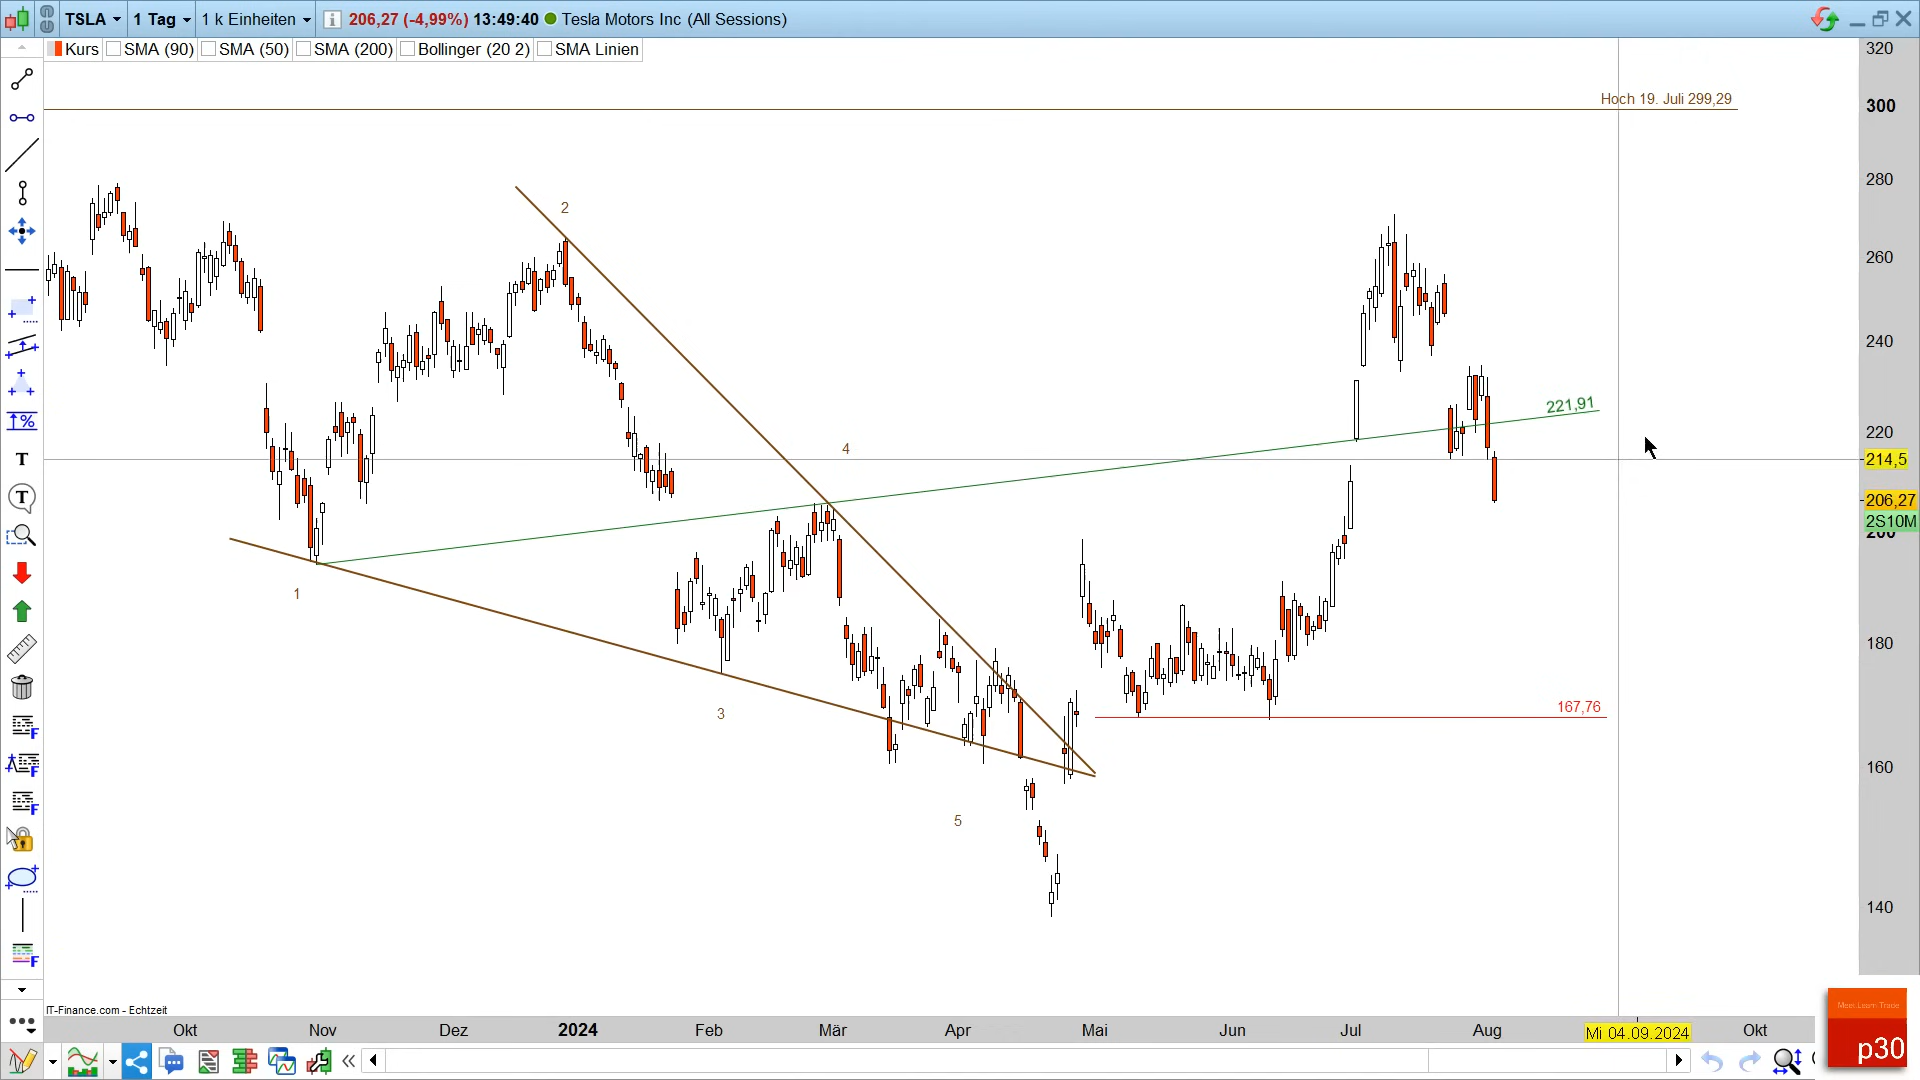 TSLA 1 Tag 1 k Einheiten 206,27 (-4,99%) 13:49:40 Tesla Motors Inc (All Sessions)
Kurs SMA (90) SMA (50) SMA (200) Bollinger (20 2) SMA Linien
320
Hoch 19. Juli 299,29
300
280
2
260
240
221,91
220
4
214,5
206,27
2S10M
200
1
180
167,76
3
160
5
140
IT-Finance.com - Echtzeit
Okt Nov Dez 2024 Feb Mär Apr Mai Jun Jul Aug Mi 04.09.2024 Okt
Mein Learn Trade
p30